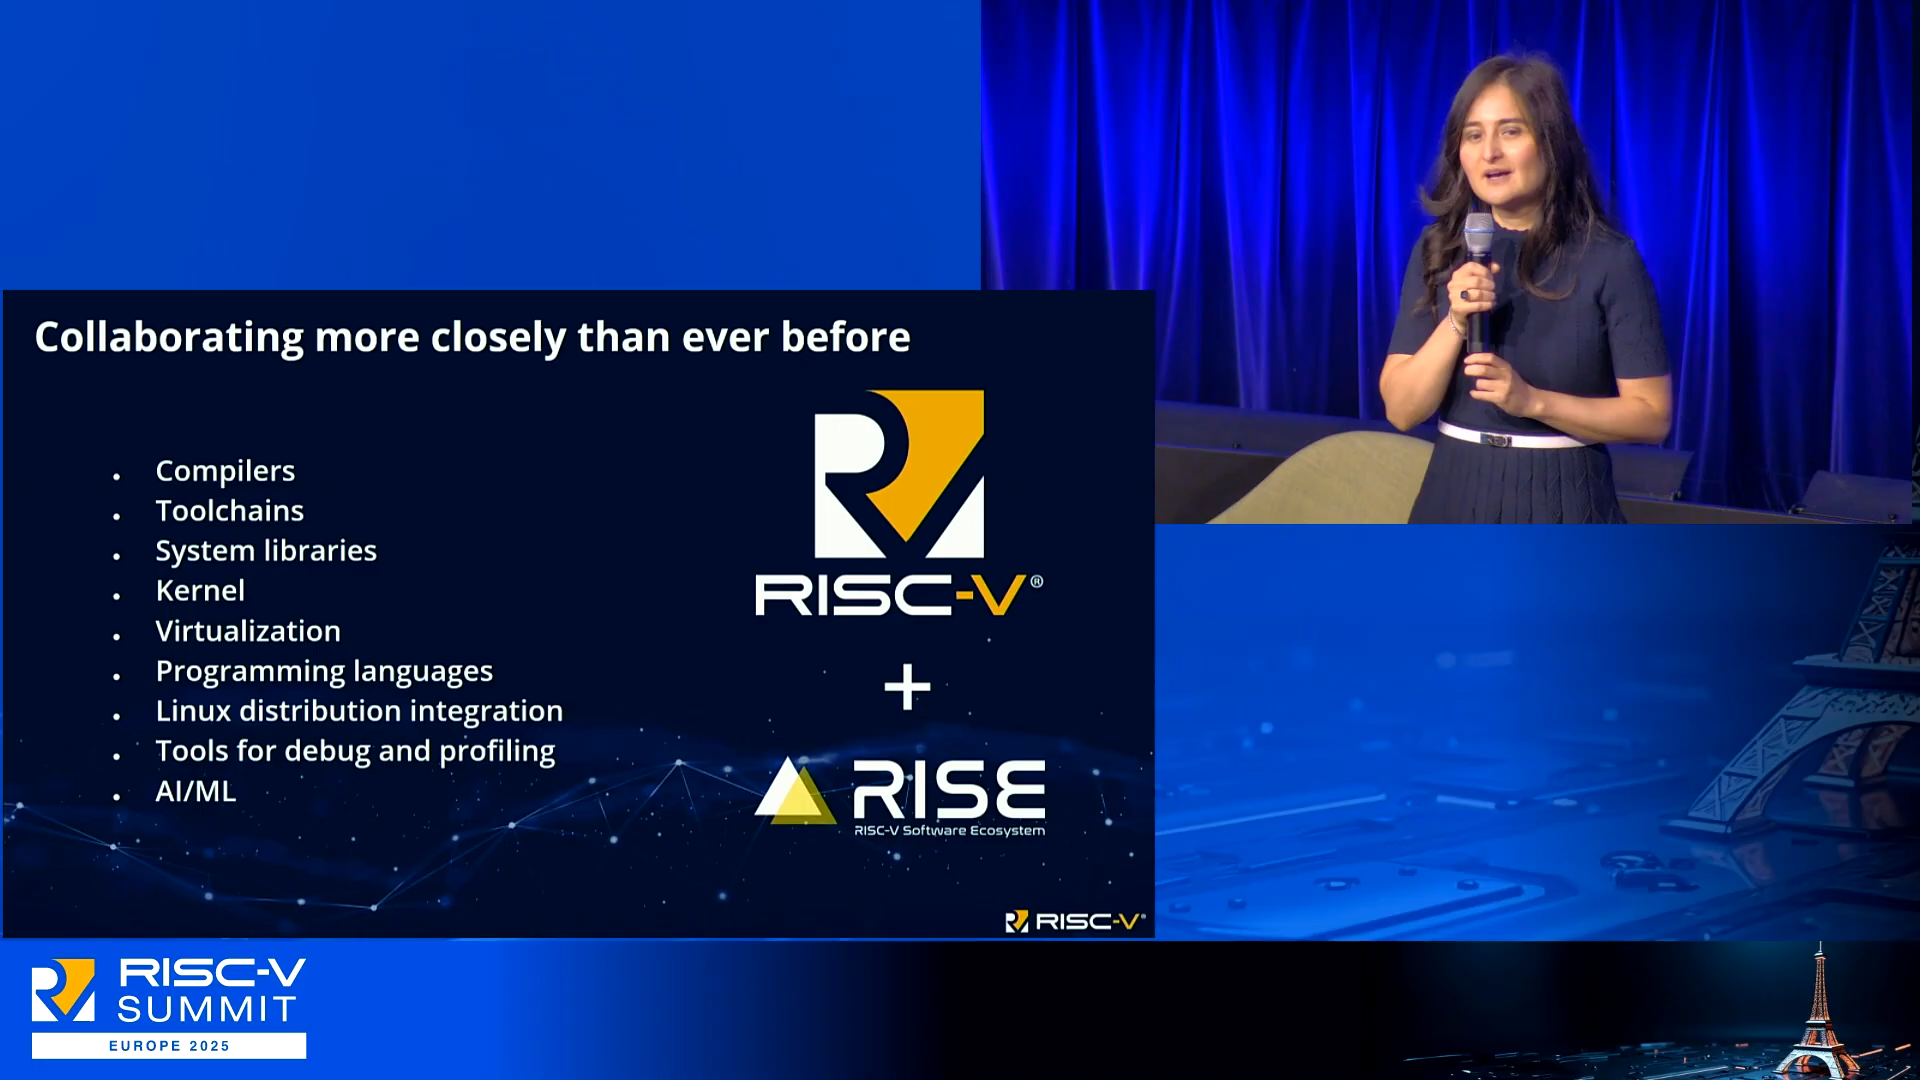 Collaborating more closely than ever before
• Compilers
• Toolchains
• System libraries
• Kernel
• Virtualization
• Programming languages
• Linux distribution integration
• Tools for debug and profiling
• AI/ML
RISC-V®
+
RISE
RISC-V Software Ecosystem
RISC-V®
RISC-V
SUMMIT
EUROPE 2025